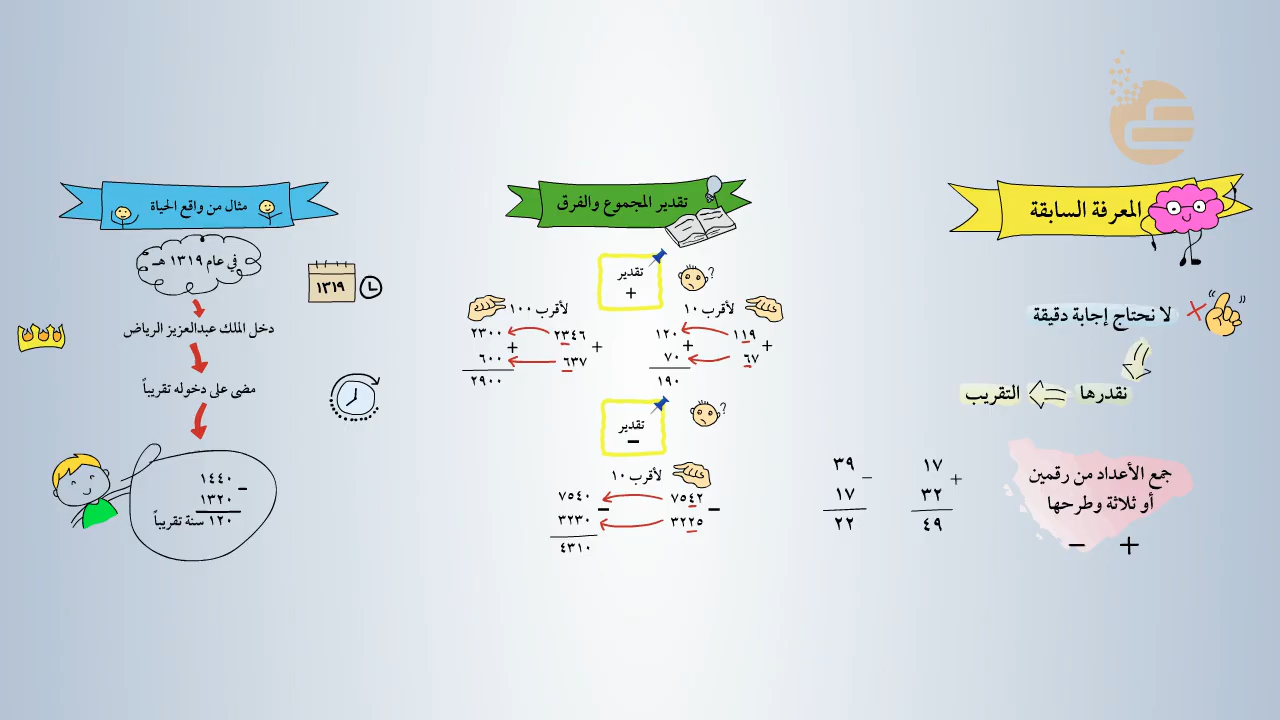 المعرفة السابقة
لا نحتاج إجابة دقيقة
نقدرها التقريب
جمع الأعداد من رقمين
أو ثلاثة وطرحها
+ −
١٧
+
٣٢
٤٩
٣٩
−
١٧
٢٢
تقدير المجموع والفرق
تقدير
+
?
لأقرب ١٠
١١٩
+
٦٧
١٢٠
+
٧٠
١٩٠
لأقرب ١٠٠
٢٣٤٦
+
٦٣٧
٢٣٠٠
+
٦٠٠
٢٩٠٠
تقدير
−
?
لأقرب ١٠
٧٥٤٢
−
٣٢٢٥
٧٥٤٠
−
٣٢٣٠
٤٣١٠
مثال من واقع الحياة
في عام ١٣١٩ هـ
١٣١٩
دخل الملك عبدالعزيز الرياض
مضى على دخوله تقريباً
١٤٤٠
−
١٣٢٠
١٢٠ سنة تقريباً